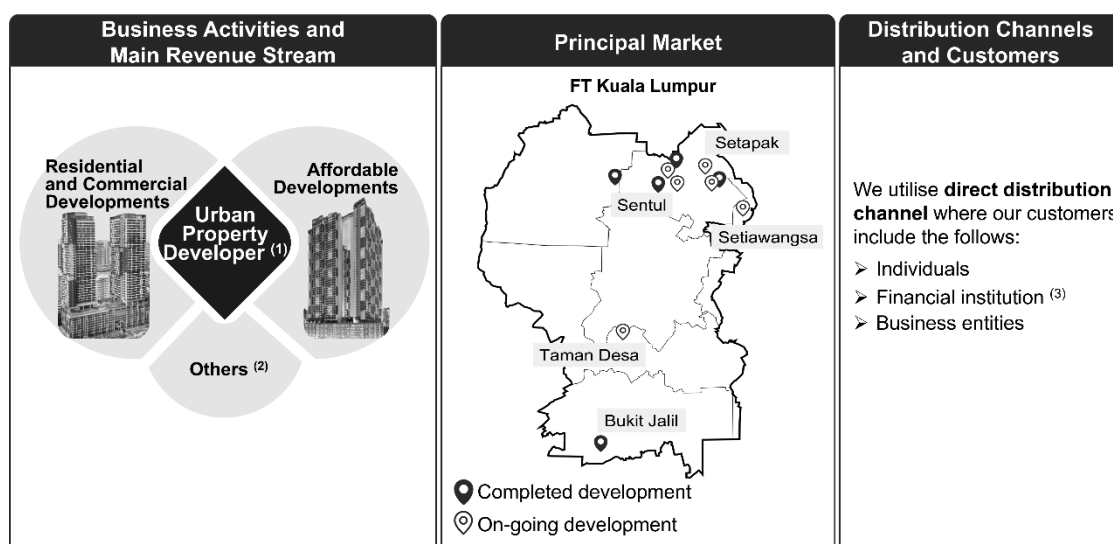 Business Activities and
Main Revenue Stream
Residential
and Commercial
Developments
Affordable
Developments
Urban
Property
Developer (1)
Others (2)
Principal Market
FT Kuala Lumpur
Setapak
Sentul
Setiawangsa
Taman Desa
Bukit Jalil
Completed development
On-going development
Distribution Channels
and Customers
We utilise direct distribution
channel where our customers
include the follows:
➢ Individuals
➢ Financial institution (3)
➢ Business entities